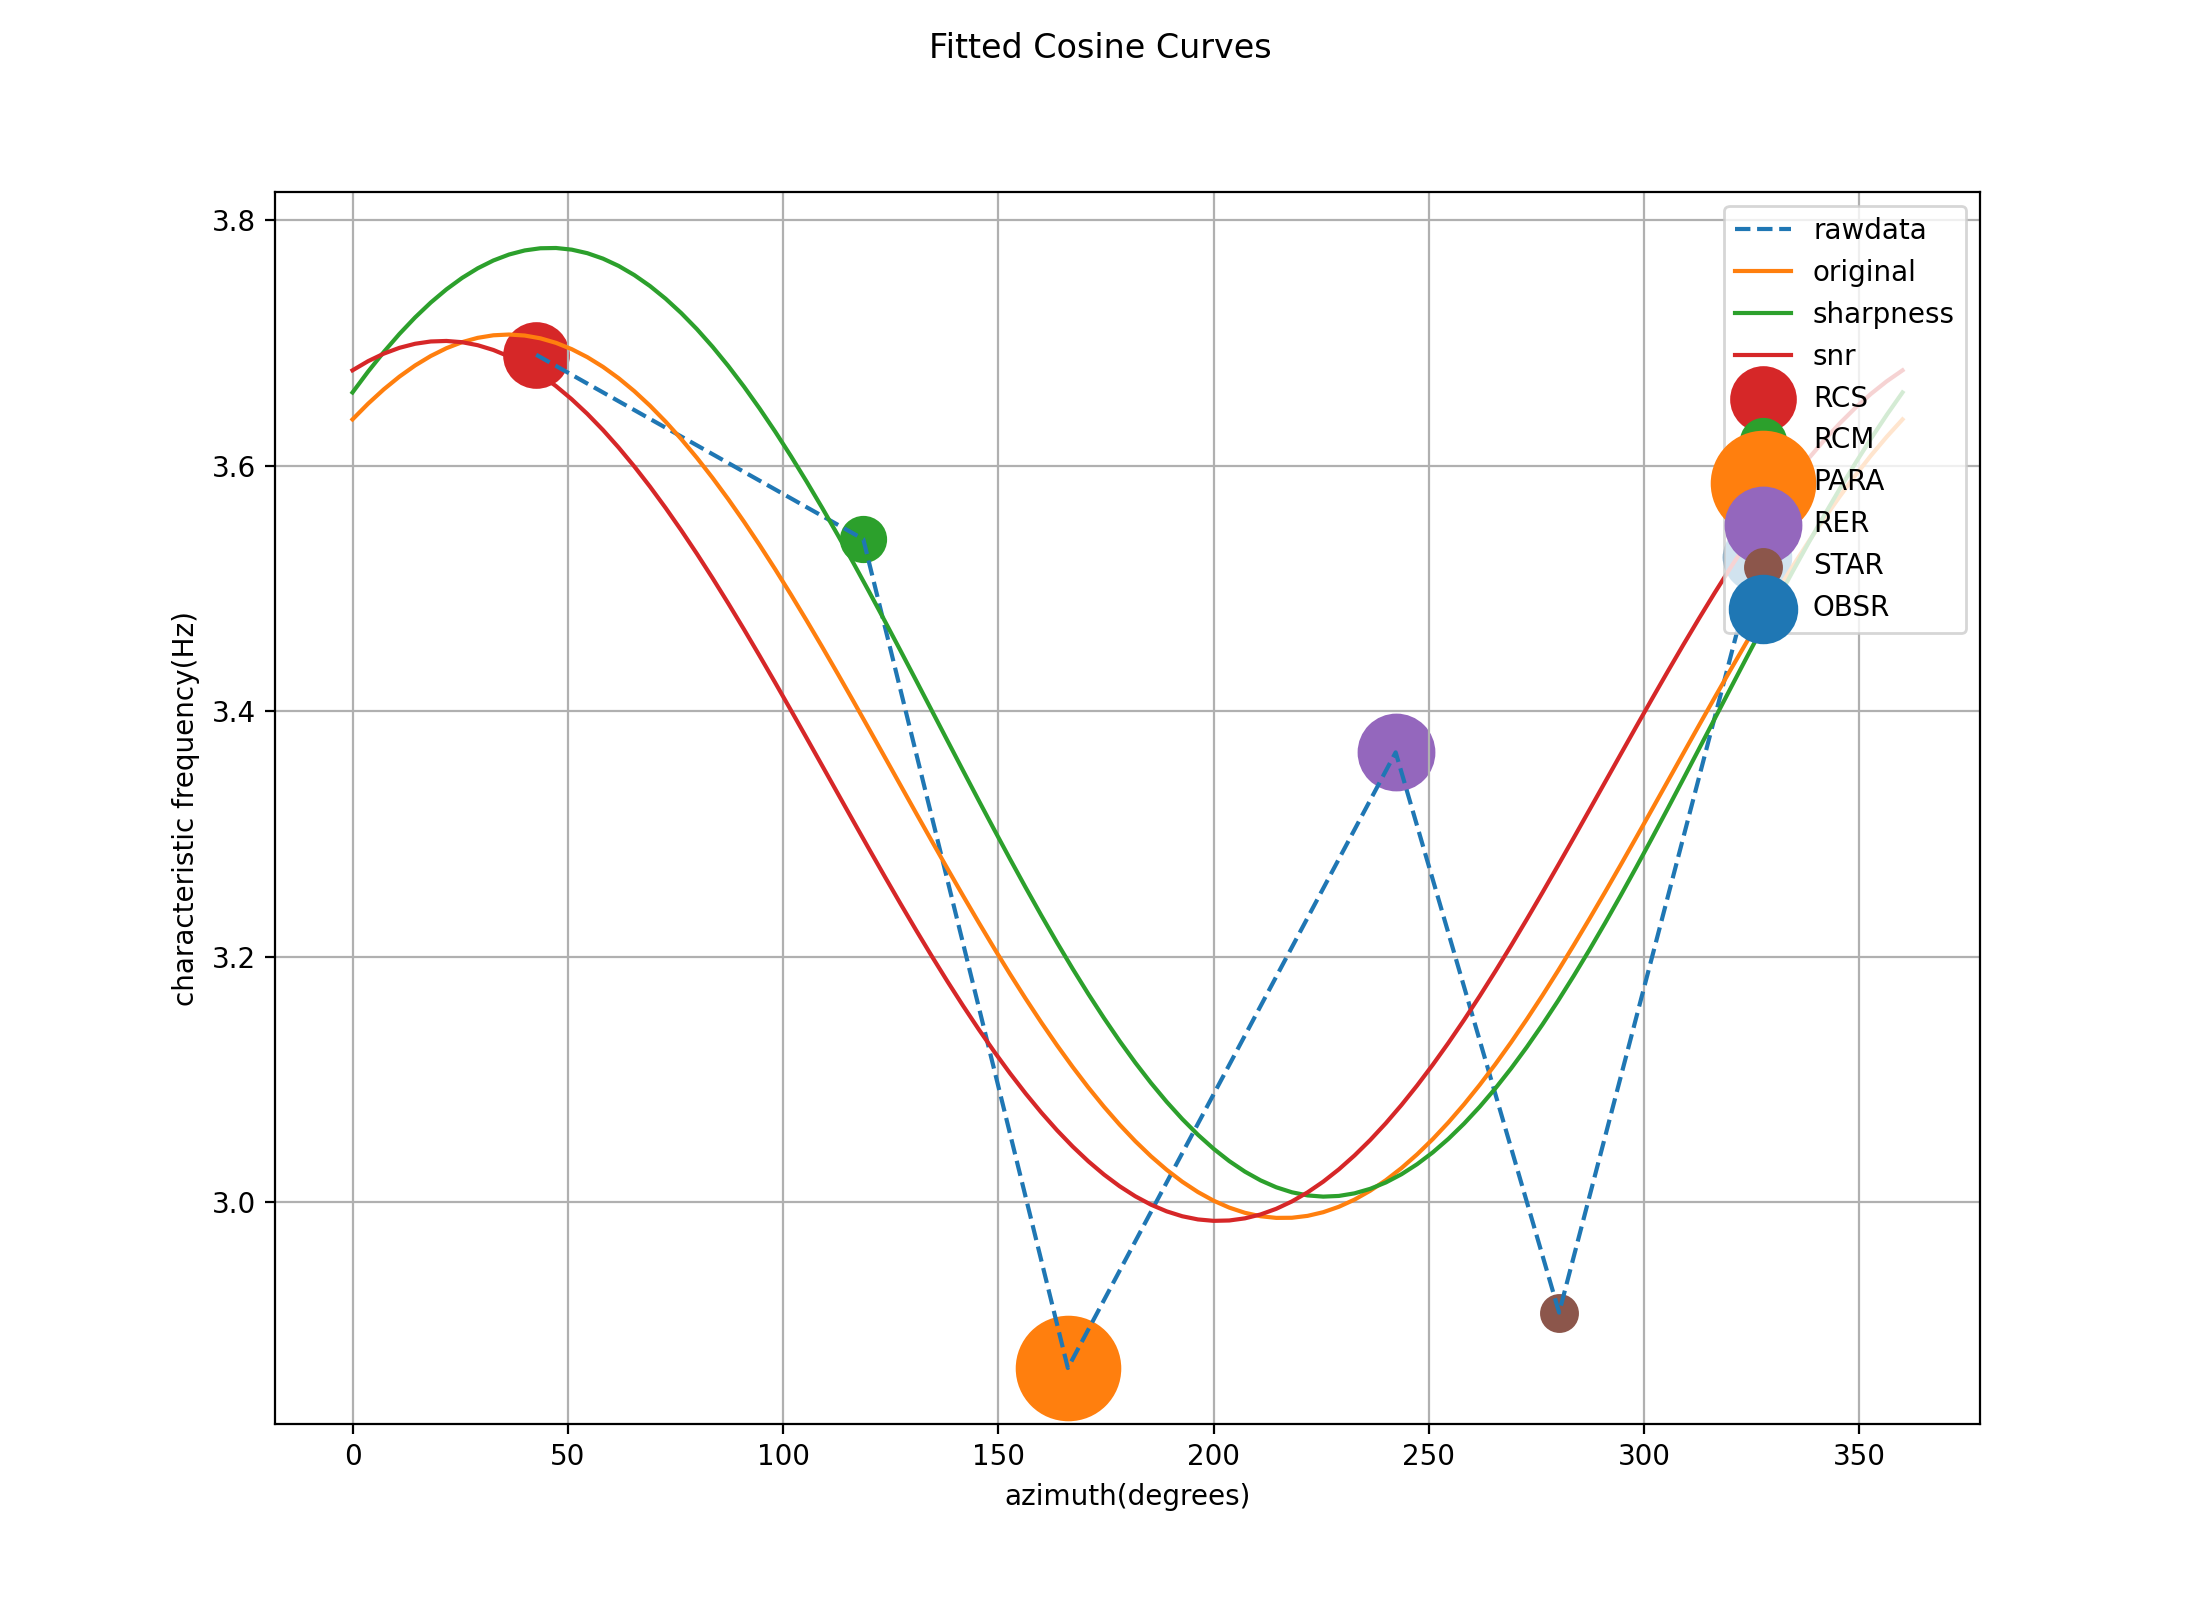 Fitted Cosine Curves
3.8
3.6
3.4
3.2
3.0
characteristic frequency(Hz)
rawdata
original
sharpness
snr
RCS
RCM
PARA
RER
STAR
OBSR
0 50 100 150 200 250 300 350
azimuth(degrees)